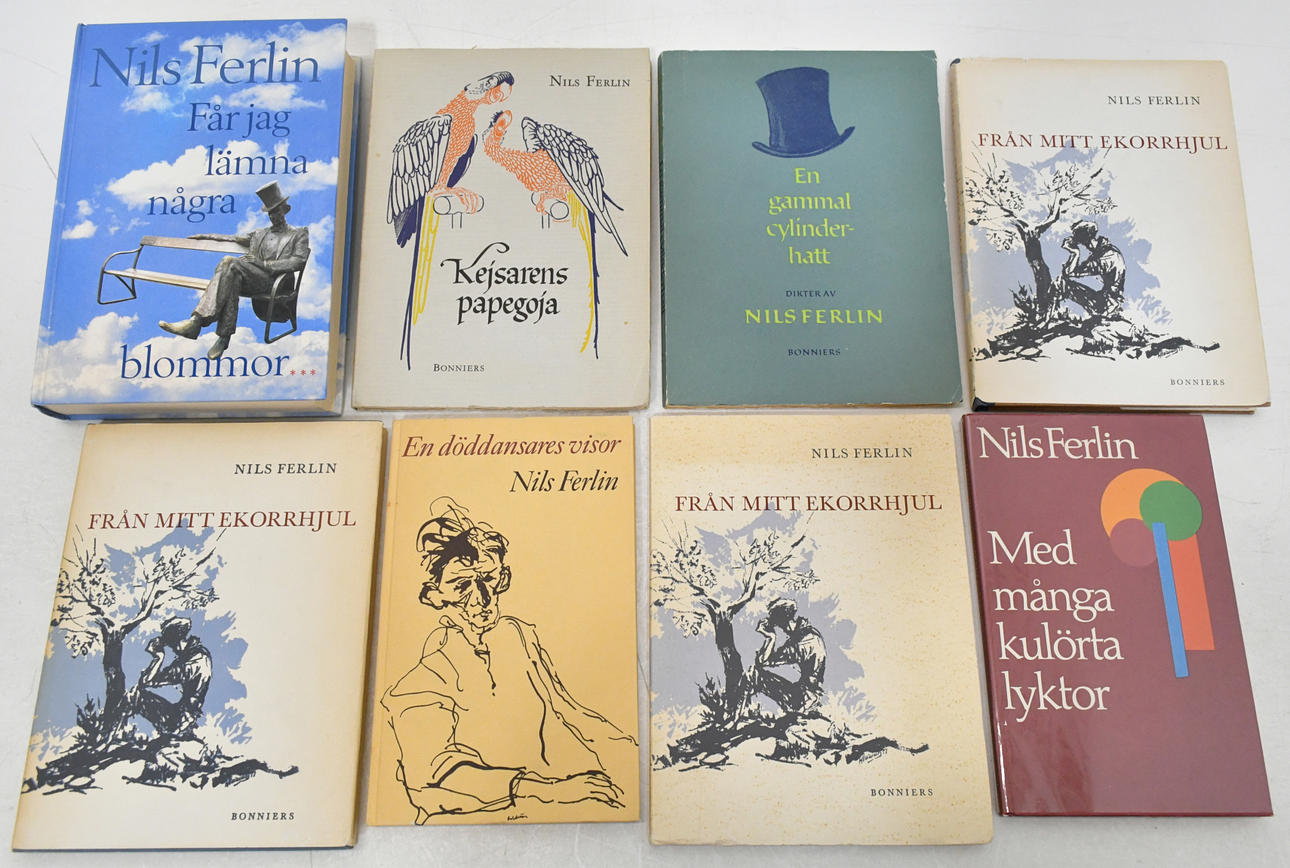 Nils Ferlin
Får jag
lämna
några
blommor...
NILS FERLIN
Kejsarens
papegoja
BONNIERS
En
gammal
cylinder-
hatt
DIKTER AV
NILS FERLIN
BONNIERS
NILS FERLIN
FRÅN MITT EKORRHJUL
BONNIERS
NILS FERLIN
FRÅN MITT EKORRHJUL
BONNIERS
En döddansares visor
Nils Ferlin
NILS FERLIN
FRÅN MITT EKORRHJUL
BONNIERS
Nils Ferlin
Med
många
kulörta
lyktor